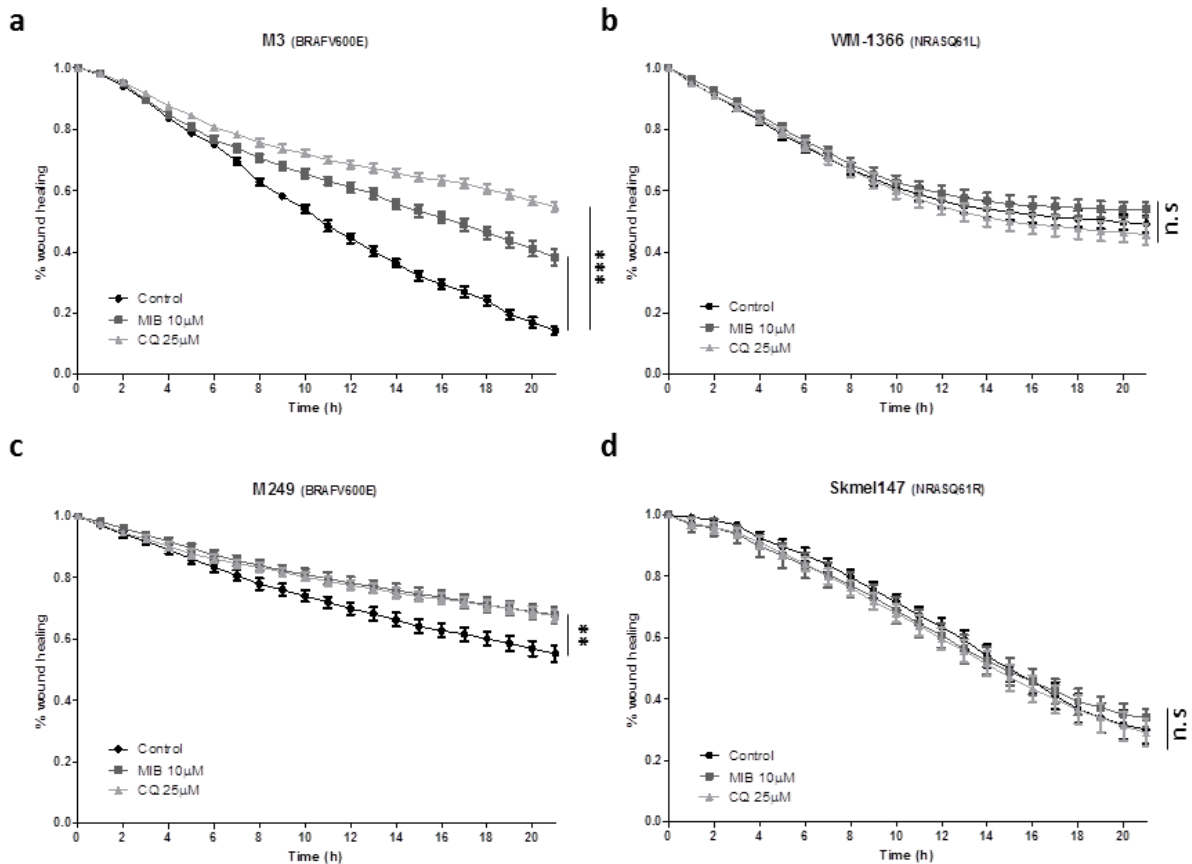 a
M3 (BRAFV600E)
1.0
0.8
0.6
0.4
0.2
0.0
% wound healing
Control
MIB 10μM
CQ 25μM
***
0 2 4 6 8 10 12 14 16 18 20
Time (h)
b
WM-1366 (NRASQ61L)
1.0
0.8
0.6
0.4
0.2
0.0
% wound healing
Control
MIB 10μM
CQ 25μM
n.s
0 2 4 6 8 10 12 14 16 18 20
Time (h)
c
M249 (BRAFV600E)
1.0
0.8
0.6
0.4
0.2
0.0
% wound healing
Control
MIB 10μM
CQ 25μM
**
0 2 4 6 8 10 12 14 16 18 20
Time (h)
d
Skmel147 (NRASQ61R)
1.0
0.8
0.6
0.4
0.2
0.0
% wound healing
Control
MIB 10μM
CQ 25μM
n.s
0 2 4 6 8 10 12 14 16 18 20
Time (h)